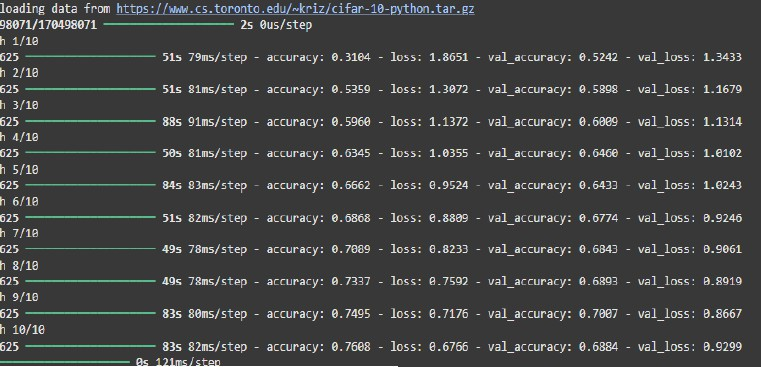 loading data from https://www.cs.toronto.edu/~kriz/cifar-10-python.tar.gz
98071/170498071 2s 0us/step
h 1/10
625 51s 79ms/step - accuracy: 0.3104 - loss: 1.8651 - val_accuracy: 0.5242 - val_loss: 1.3433
h 2/10
625 51s 81ms/step - accuracy: 0.5359 - loss: 1.3072 - val_accuracy: 0.5898 - val_loss: 1.1679
h 3/10
625 88s 91ms/step - accuracy: 0.5960 - loss: 1.1372 - val_accuracy: 0.6009 - val_loss: 1.1314
h 4/10
625 50s 81ms/step - accuracy: 0.6345 - loss: 1.0355 - val_accuracy: 0.6460 - val_loss: 1.0102
h 5/10
625 84s 83ms/step - accuracy: 0.6662 - loss: 0.9524 - val_accuracy: 0.6433 - val_loss: 1.0243
h 6/10
625 51s 82ms/step - accuracy: 0.6868 - loss: 0.8809 - val_accuracy: 0.6774 - val_loss: 0.9246
h 7/10
625 49s 78ms/step - accuracy: 0.7089 - loss: 0.8233 - val_accuracy: 0.6843 - val_loss: 0.9061
h 8/10
625 49s 78ms/step - accuracy: 0.7337 - loss: 0.7592 - val_accuracy: 0.6893 - val_loss: 0.8919
h 9/10
625 83s 80ms/step - accuracy: 0.7495 - loss: 0.7176 - val_accuracy: 0.7007 - val_loss: 0.8667
h 10/10
625 83s 82ms/step - accuracy: 0.7608 - loss: 0.6766 - val_accuracy: 0.6884 - val_loss: 0.9299
0s 121ms/step